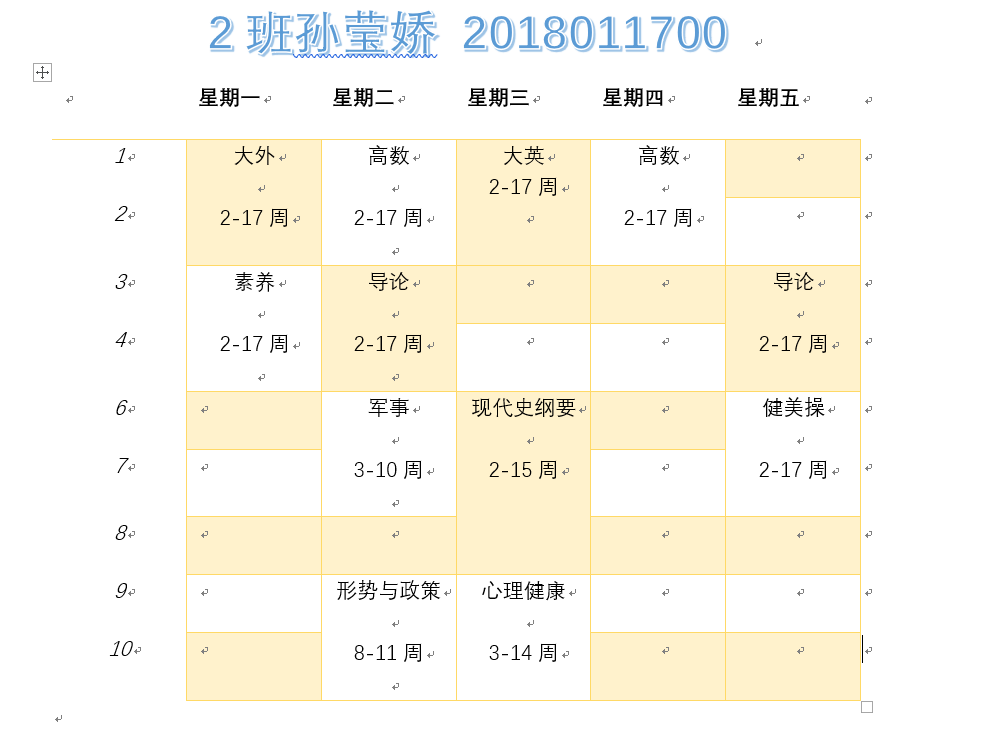 2 班孙莹娇 2018011700
星期一 星期二 星期三 星期四 星期五
1 大外 高数 大英 高数
2-17 周
2 2-17 周 2-17 周 2-17 周
3 素养 导论 导论
4 2-17 周 2-17 周 2-17 周
6 军事 现代史纲要 健美操
7 3-10 周 2-15 周 2-17 周
8
9 形势与政策 心理健康
10 8-11 周 3-14 周